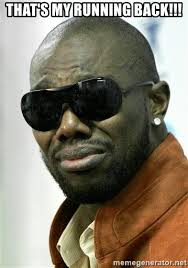 THAT'S MY RUNNING BACK!!!
memegenerator.net